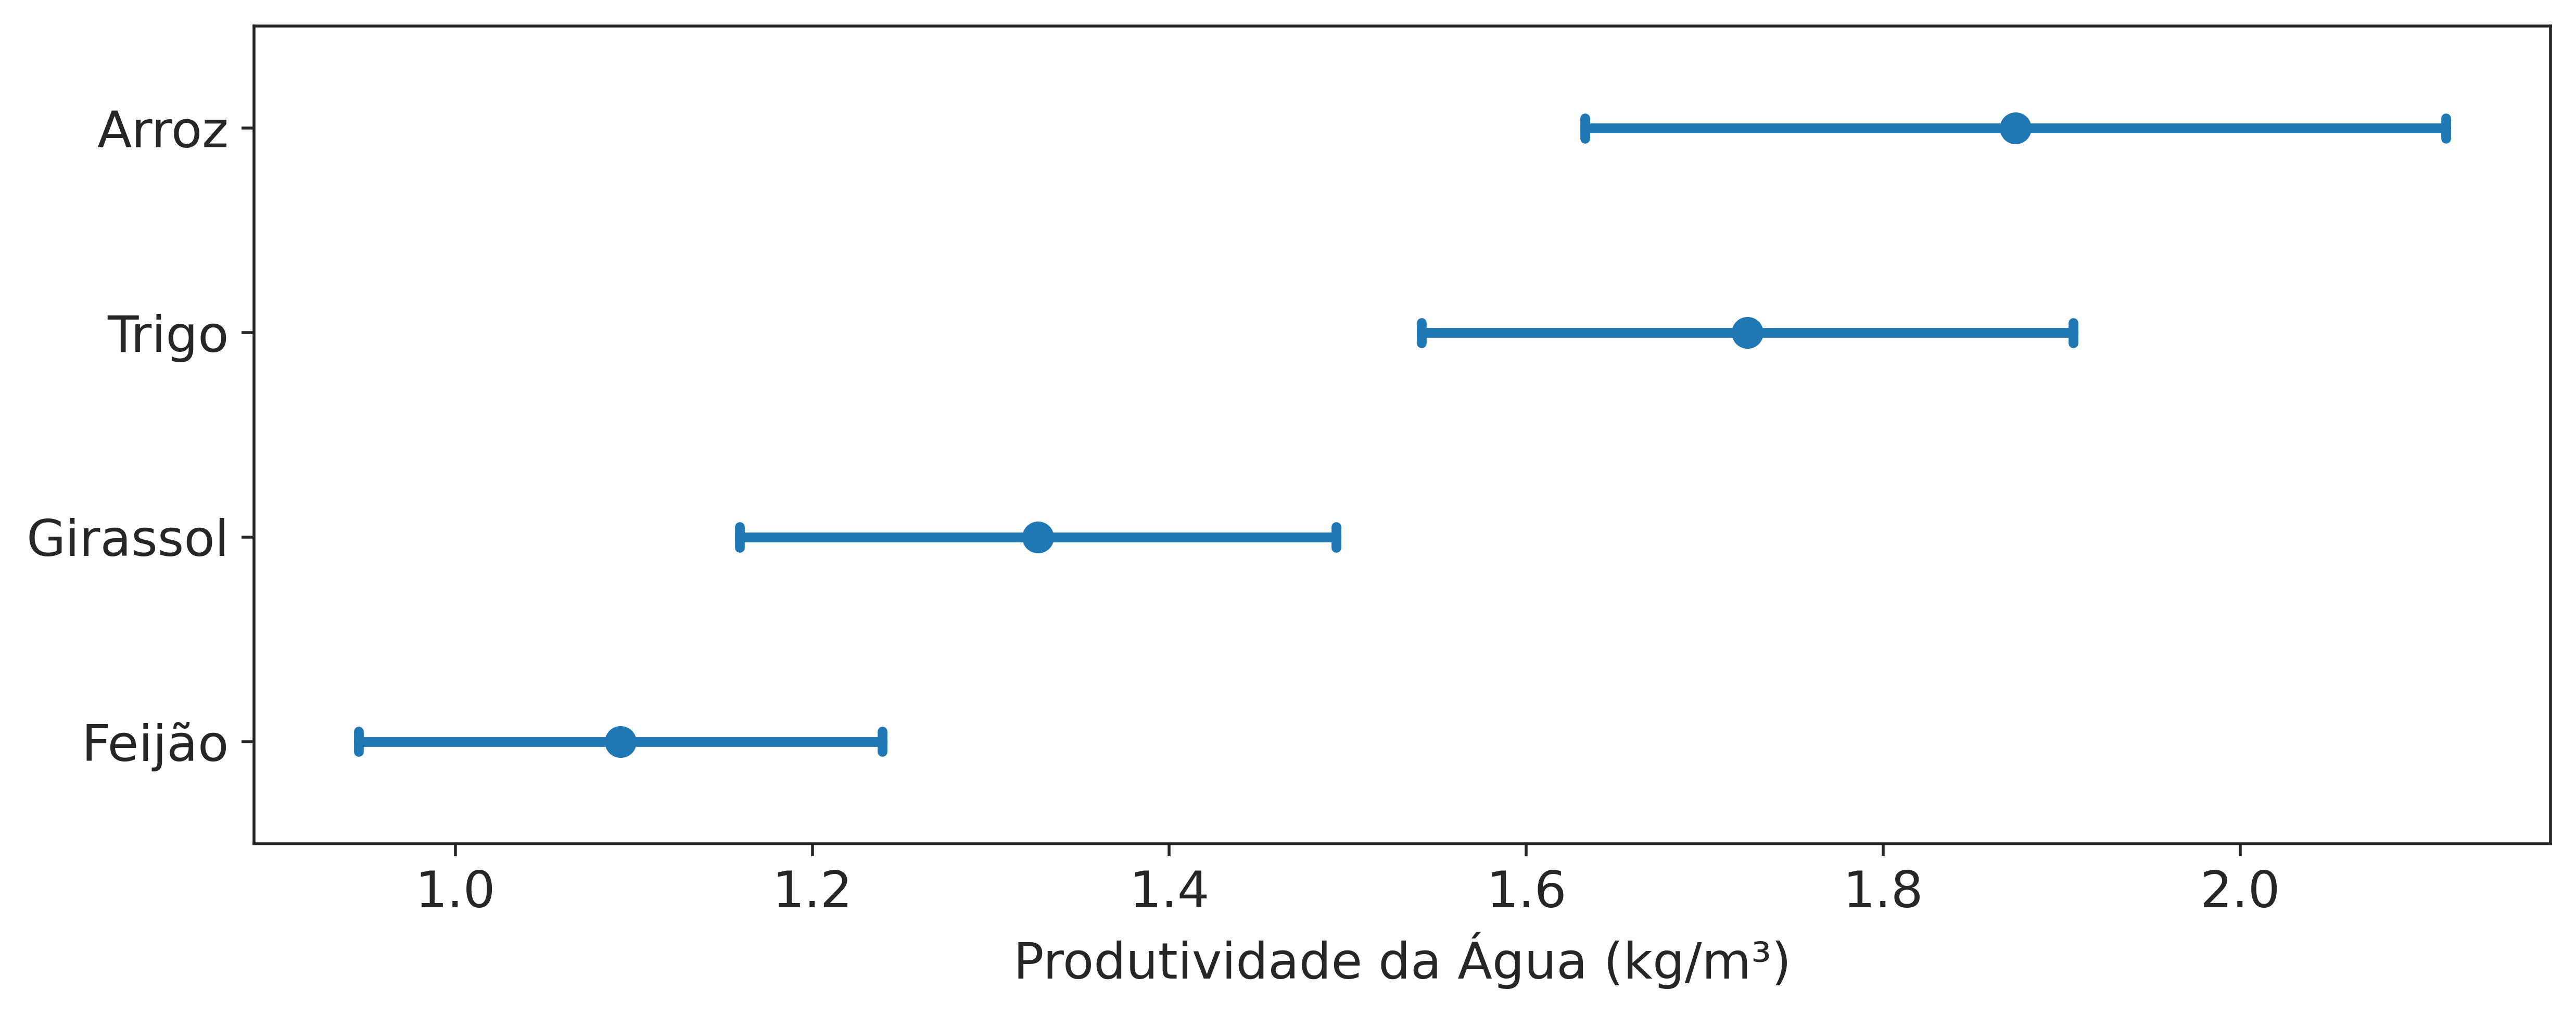 Arroz
Trigo
Girassol
Feijão
1.0 1.2 1.4 1.6 1.8 2.0
Produtividade da Água (kg/m³)